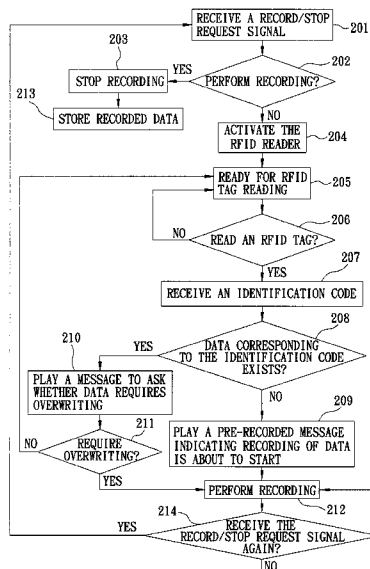 RECEIVE A RECORD/STOP
REQUEST SIGNAL
201
203
202
STOP RECORDING
YES
PERFORM RECORDING?
213
STORE RECORDED DATA
NO
ACTIVATE THE
RFID READER
204
READY FOR RFID
TAG READING
205
206
NO
READ AN RFID TAG?
YES
207
RECEIVE AN IDENTIFICATION CODE
208
YES
DATA CORRESPONDING
TO THE IDENTIFICATION CODE
EXISTS?
210
PLAY A MESSAGE TO ASK
WHETHER DATA REQUIRES
OVERWRITING
NO
209
211
PLAY A PRE-RECORDED MESSAGE
INDICATING RECORDING OF DATA
IS ABOUT TO START
NO
REQUIRE
OVERWRITING?
YES
PERFORM RECORDING
212
214
YES
RECEIVE THE
RECORD/STOP REQUEST SIGNAL
AGAIN?
NO